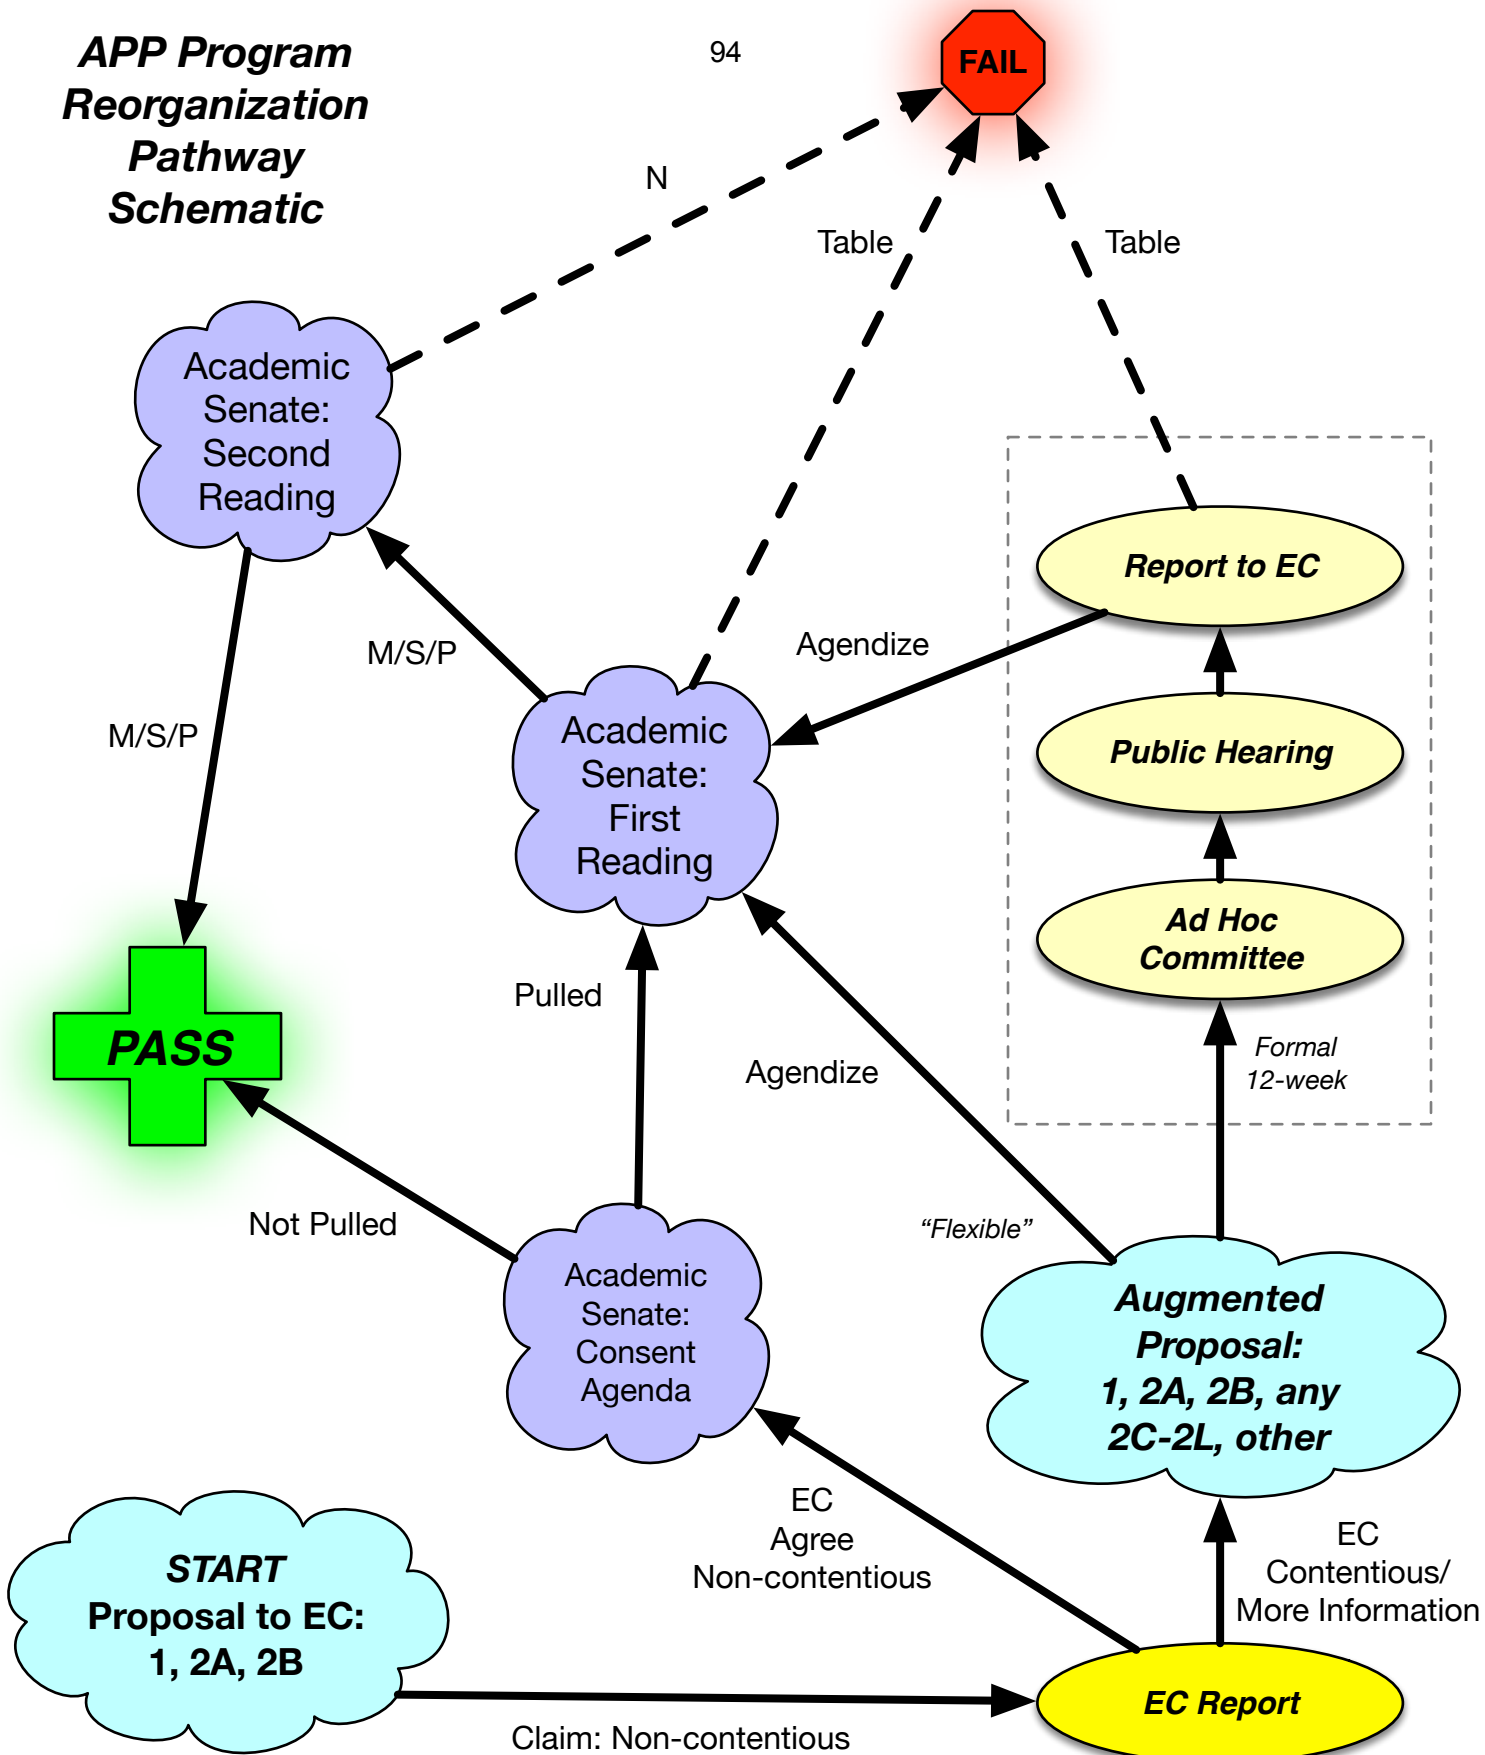 APP Program
Reorganization
Pathway
Schematic
94
FAIL
N
Table
Table
Academic
Senate:
Second
Reading
Report to EC
Agendize
M/S/P
M/S/P
Academic
Senate:
First
Reading
Public Hearing
Ad Hoc
Committee
Pulled
PASS
Agendize
Formal
12-week
Not Pulled
“Flexible”
Academic
Senate:
Consent
Agenda
Augmented
Proposal:
1, 2A, 2B, any
2C-2L, other
EC
Agree
Non-contentious
EC
Contentious/
More Information
START
Proposal to EC:
1, 2A, 2B
EC Report
Claim: Non-contentious